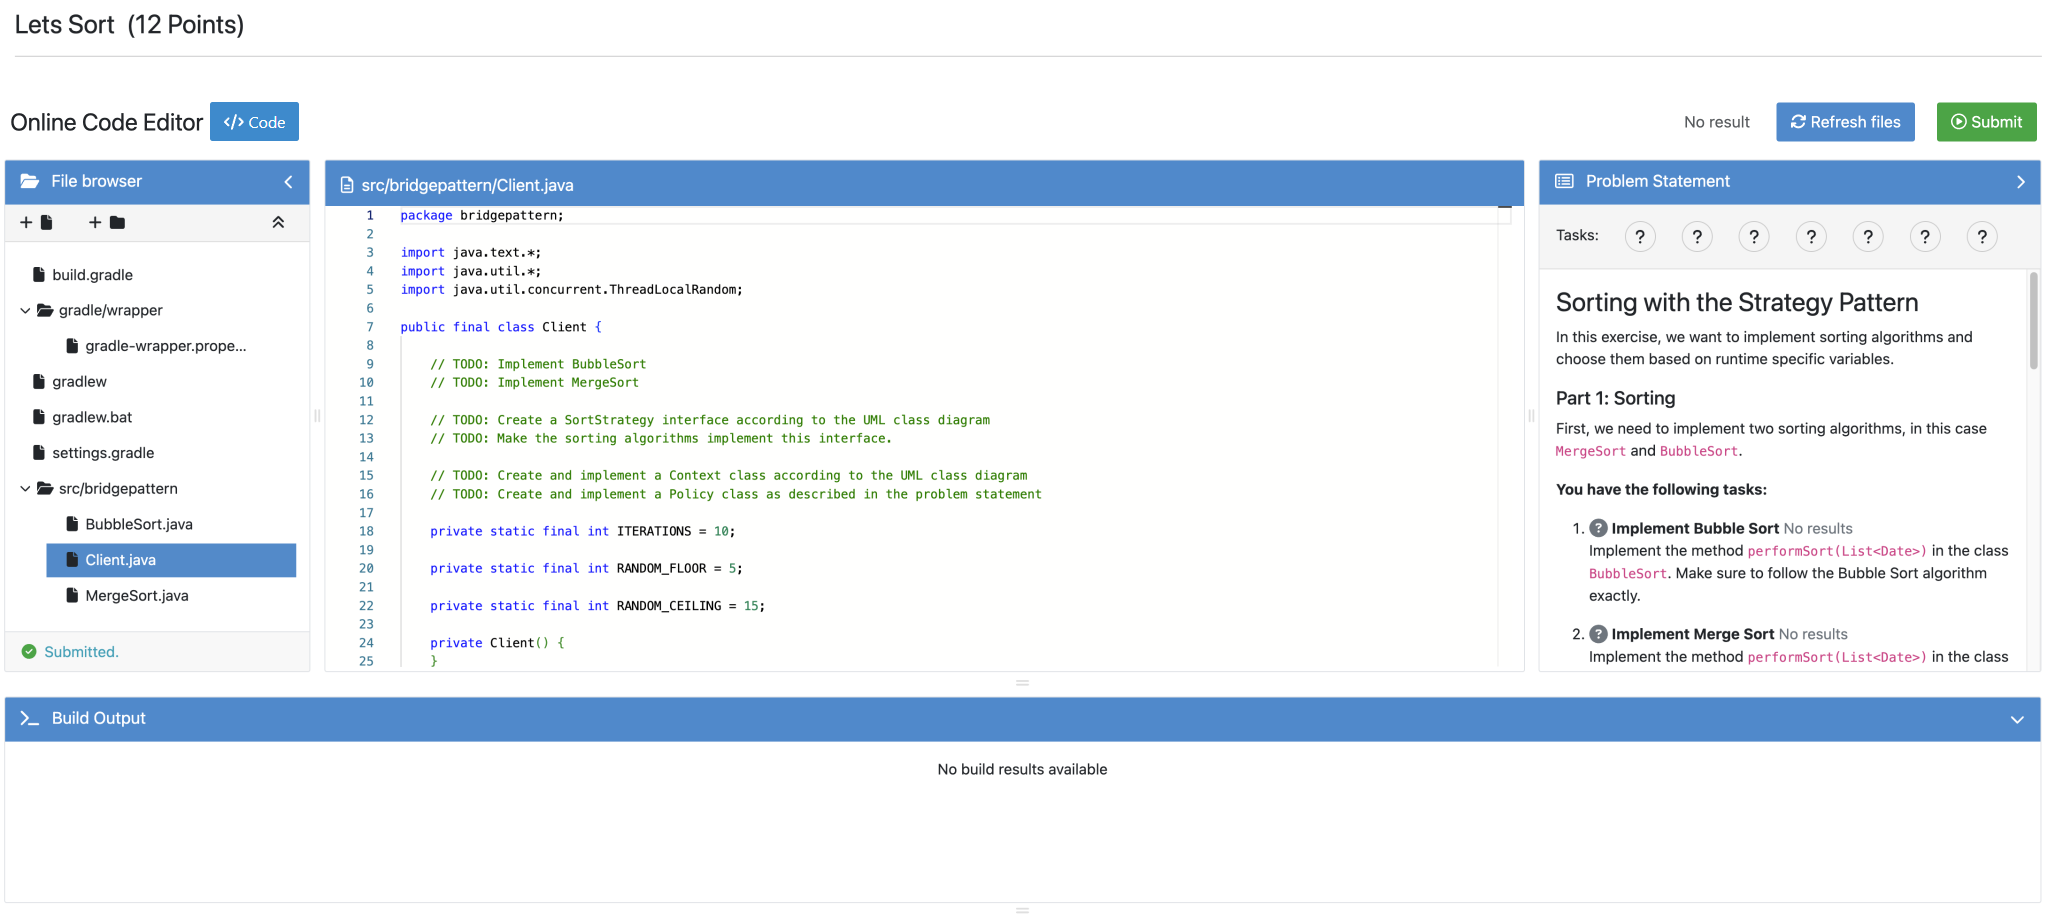 Lets Sort (12 Points)
Online Code Editor
</> Code
No result
Refresh files
Submit
File browser
build.gradle
gradle/wrapper
gradle-wrapper.prope...
gradlew
gradlew.bat
settings.gradle
src/bridgepattern
BubbleSort.java
Client.java
MergeSort.java
Submitted.
src/bridgepattern/Client.java
1 package bridgepattern;
2
3 import java.text.*;
4 import java.util.*;
5 import java.util.concurrent.ThreadLocalRandom;
6
7 public final class Client {
8
9 // TODO: Implement BubbleSort
10 // TODO: Implement MergeSort
11
12 // TODO: Create a SortStrategy interface according to the UML class diagram
13 // TODO: Make the sorting algorithms implement this interface.
14
15 // TODO: Create and implement a Context class according to the UML class diagram
16 // TODO: Create and implement a Policy class as described in the problem statement
17
18 private static final int ITERATIONS = 10;
19
20 private static final int RANDOM_FLOOR = 5;
21
22 private static final int RANDOM_CEILING = 15;
23
24 private Client() {
25 }
Problem Statement
Tasks: ? ? ? ? ? ? ?
Sorting with the Strategy Pattern
In this exercise, we want to implement sorting algorithms and
choose them based on runtime specific variables.
Part 1: Sorting
First, we need to implement two sorting algorithms, in this case
MergeSort and BubbleSort.
You have the following tasks:
1. ? Implement Bubble Sort No results
Implement the method performSort(List<Date>) in the class
BubbleSort. Make sure to follow the Bubble Sort algorithm
exactly.
2. ? Implement Merge Sort No results
Implement the method performSort(List<Date>) in the class
Build Output
No build results available